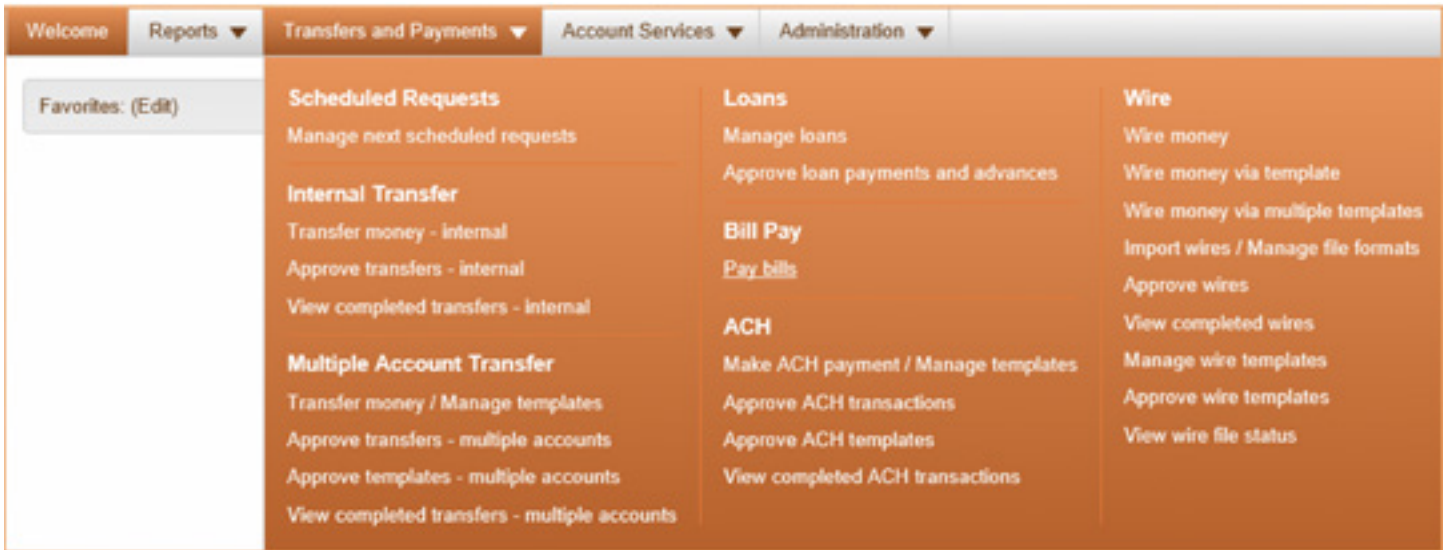 Welcome
Reports
Transfers and Payments
Account Services
Administration
Favorites: (Edit)
Scheduled Requests
Manage next scheduled requests
Internal Transfer
Transfer money - internal
Approve transfers - internal
View completed transfers - internal
Multiple Account Transfer
Transfer money / Manage templates
Approve transfers - multiple accounts
Approve templates - multiple accounts
View completed transfers - multiple accounts
Loans
Manage loans
Approve loan payments and advances
Bill Pay
Pay bills
ACH
Make ACH payment / Manage templates
Approve ACH transactions
Approve ACH templates
View completed ACH transactions
Wire
Wire money
Wire money via template
Wire money via multiple templates
Import wires / Manage file formats
Approve wires
View completed wires
Manage wire templates
Approve wire templates
View wire file status